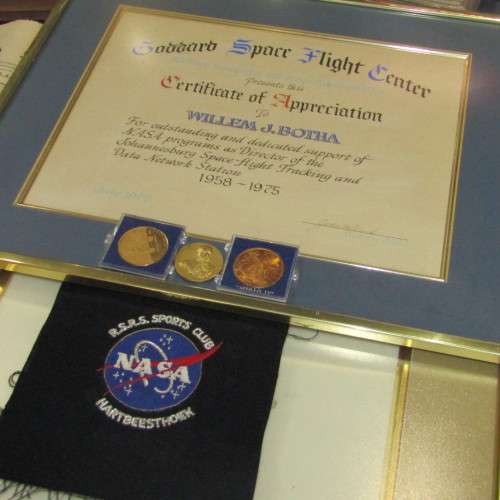 Goddard Space Flight Center
Presents this
Certificate of Appreciation
To
WILLEM J. BOTHA
For outstanding and dedicated support of
NASA programs as Director of the
Johannesburg Space Flight Tracking and
Data Network Station
1958 - 1975
R.S.R.S. SPORTS CLUB
NASA
HARTBEESTHOEK